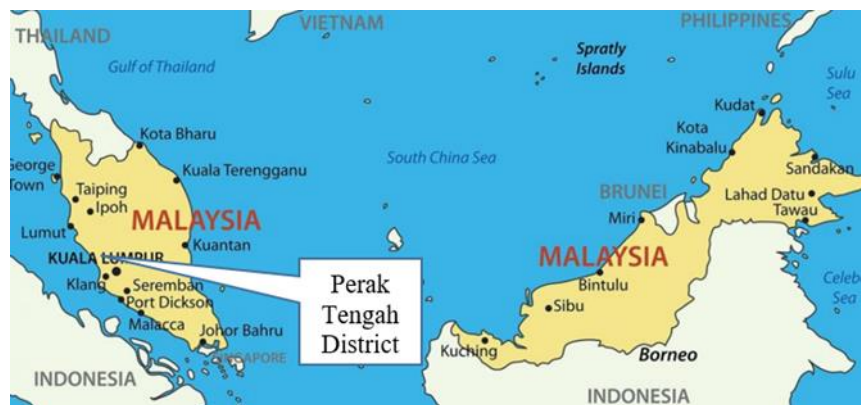 THAILAND
VIETNAM
PHILIPPINES
Gulf of Thailand
Spratly
Islands
Sulu
Sea
Kota Bharu
Kudat
Kota
Kinabalu
George
Town
Kuala Terengganu
South China Sea
Sandakan
Taiping
Ipoh
BRUNEI
Lahad Datu
Tawau
MALAYSIA
Miri
Lumut
Kuantan
MALAYSIA
KUALA LUMPUR
Perak
Tengah
District
Klang
Seremban
Port Dickson
Bintulu
Celeb
Sea
Malacca
Sibu
Johor Bahru
SINGAPORE
Kuching
Borneo
INDONESIA
INDONESIA